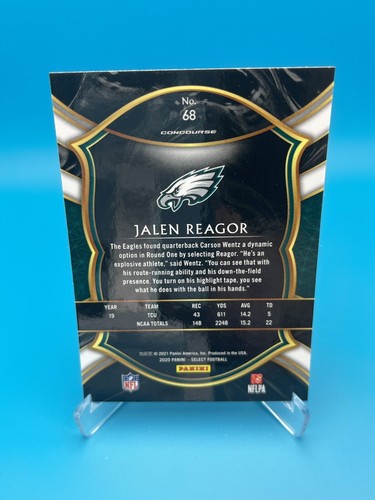 No.
68
CONCOURSE
JALEN REAGOR
The Eagles found quarterback Carson Wentz a dynamic
option in Round One by selecting Reagor. "He's an
explosive athlete," said Wentz. "You can see that with
his route-running ability and his down-the-field
presence. You turn on his highlight tape, you see
what he does with the ball in his hands."
YEAR TEAM REC YDS AVG TD
19 TCU 43 611 14.2 5
NCAA TOTALS 148 2248 15.2 22
© 2021 Panini America, Inc. Produced in the USA.
2020 PANINI - SELECT FOOTBALL
NFL PANINI NFLPA